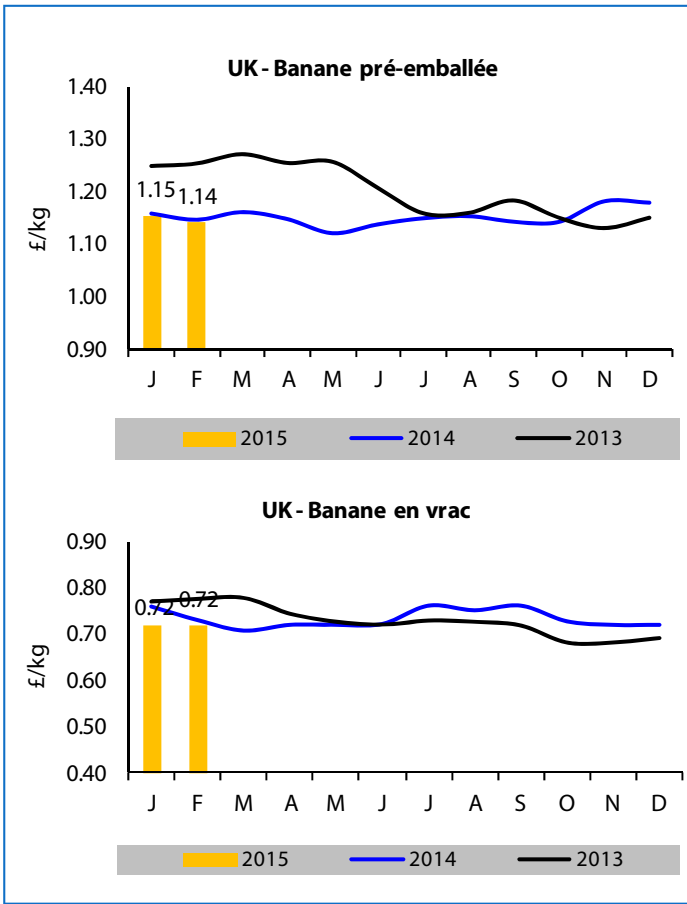 UK - Banane pré-emballée
1.40
1.30
1.20
1.10
1.00
0.90
£/kg
1.15
1.14
J F M A M J J A S O N D
2015 2014 2013
UK - Banane en vrac
0.90
0.80
0.70
0.60
0.50
0.40
£/kg
0.72
0.72
J F M A M J J A S O N D
2015 2014 2013